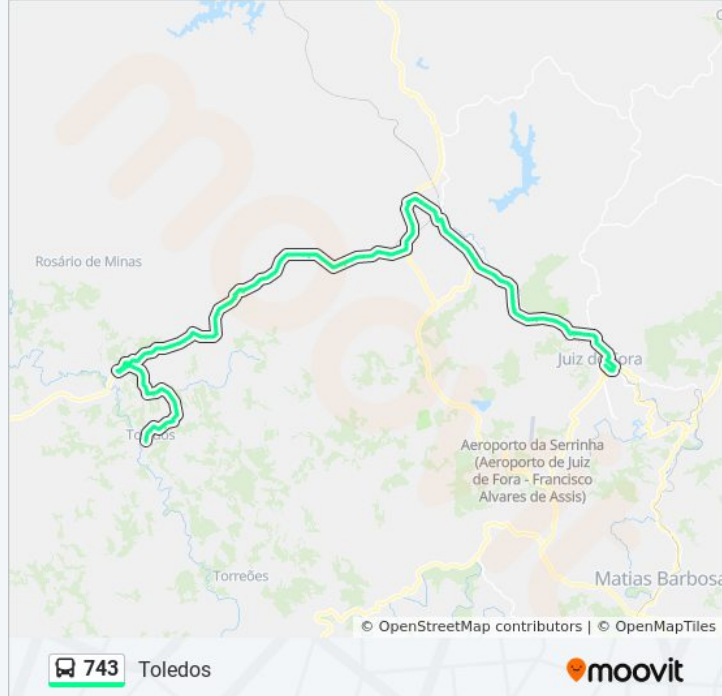 Rosário de Minas
Juiz de Fora
Toledos
Aeroporto da Serrinha
(Aeroporto de Juiz
de Fora - Francisco
Alvares de Assis)
Torreões
Matias Barbosa
© OpenStreetMap contributors | © OpenMapTiles
743 Toledos
moovit